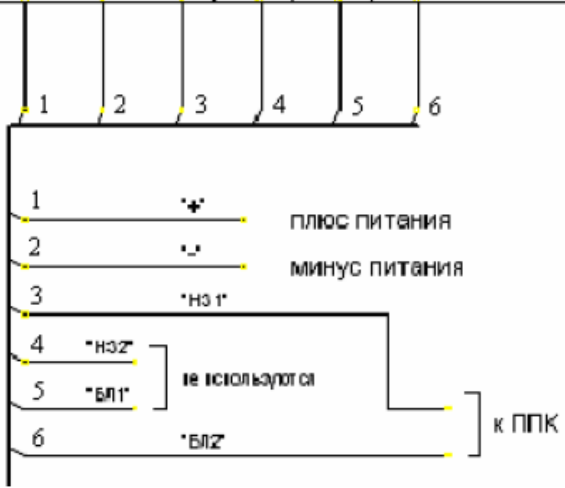 1 2 3 4 5 6
1 "+" плюс питания
2 "-" минус питания
3 "НЗ1"
4 "НЗ2"
не используются
5 "БЛ1"
к ППК
6 "БЛ2"